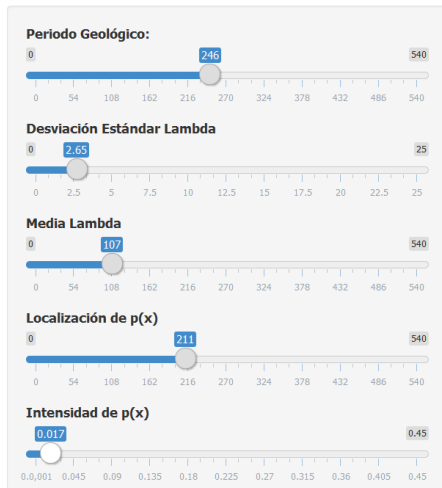 Periodo Geológico:
0 246 540
0 54 108 162 216 270 324 378 432 486 540
Desviación Estándar Lambda
0 2.65 25
0 2.5 5 7.5 10 12.5 15 17.5 20 22.5 25
Media Lambda
0 107 540
0 54 108 162 216 270 324 378 432 486 540
Localización de p(x)
0 211 540
0 54 108 162 216 270 324 378 432 486 540
Intensidad de p(x)
0.017 0.45
0.0,001 0.045 0.09 0.135 0.18 0.225 0.27 0.315 0.36 0.405 0.45